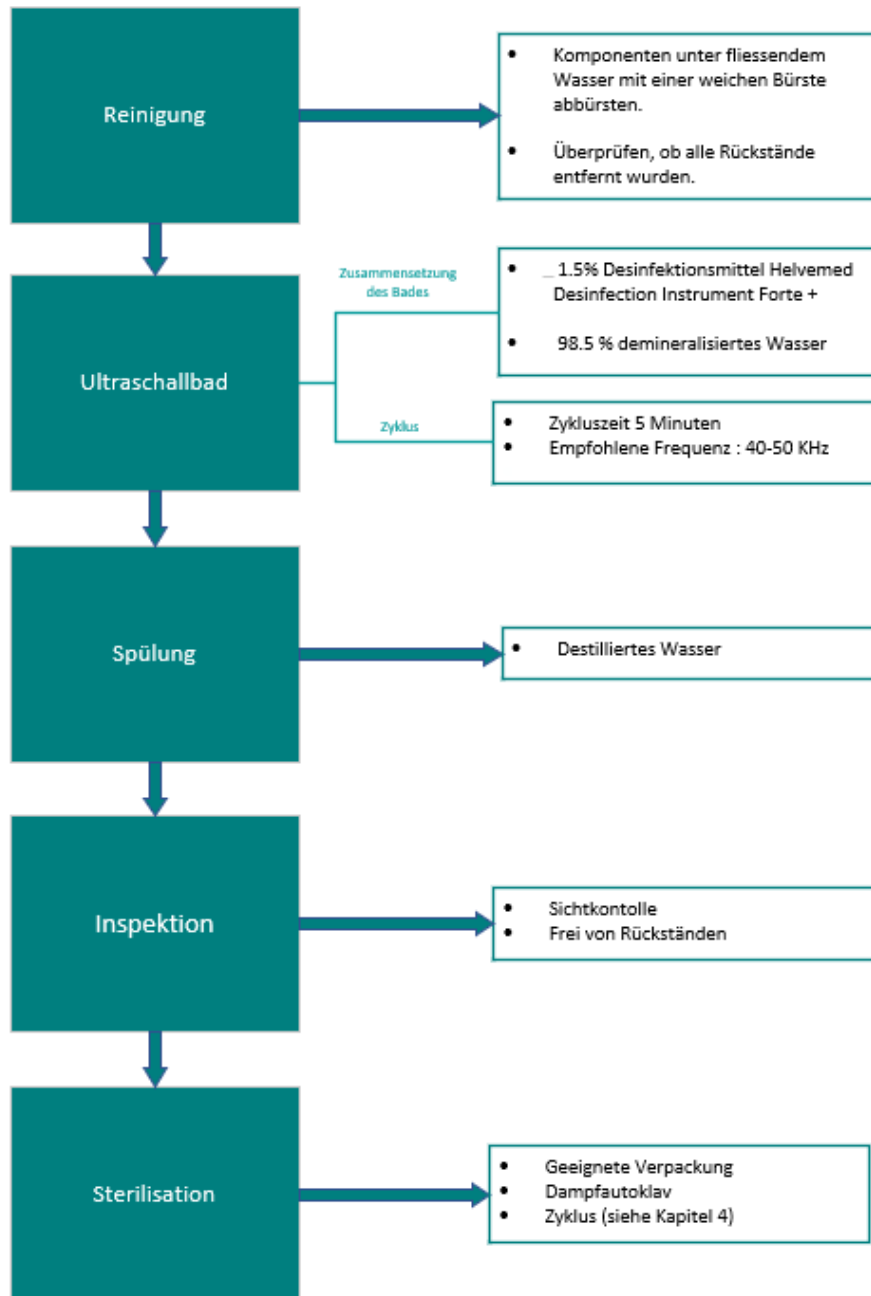 Reinigung
• Komponenten unter fliessendem
Wasser mit einer weichen Bürste
abbürsten.
• Überprüfen, ob alle Rückstände
entfernt wurden.
Ultraschallbad
Zusammensetzung
des Bades
• _ 1.5% Desinfektionsmittel Helvemed
Desinfection Instrument Forte +
• 98.5 % demineralisiertes Wasser
Zyklus
• Zykluszeit 5 Minuten
• Empfohlene Frequenz : 40-50 KHz
Spülung
• Destilliertes Wasser
Inspektion
• Sichtkontolle
• Frei von Rückständen
Sterilisation
• Geeignete Verpackung
• Dampfautoklav
• Zyklus (siehe Kapitel 4)